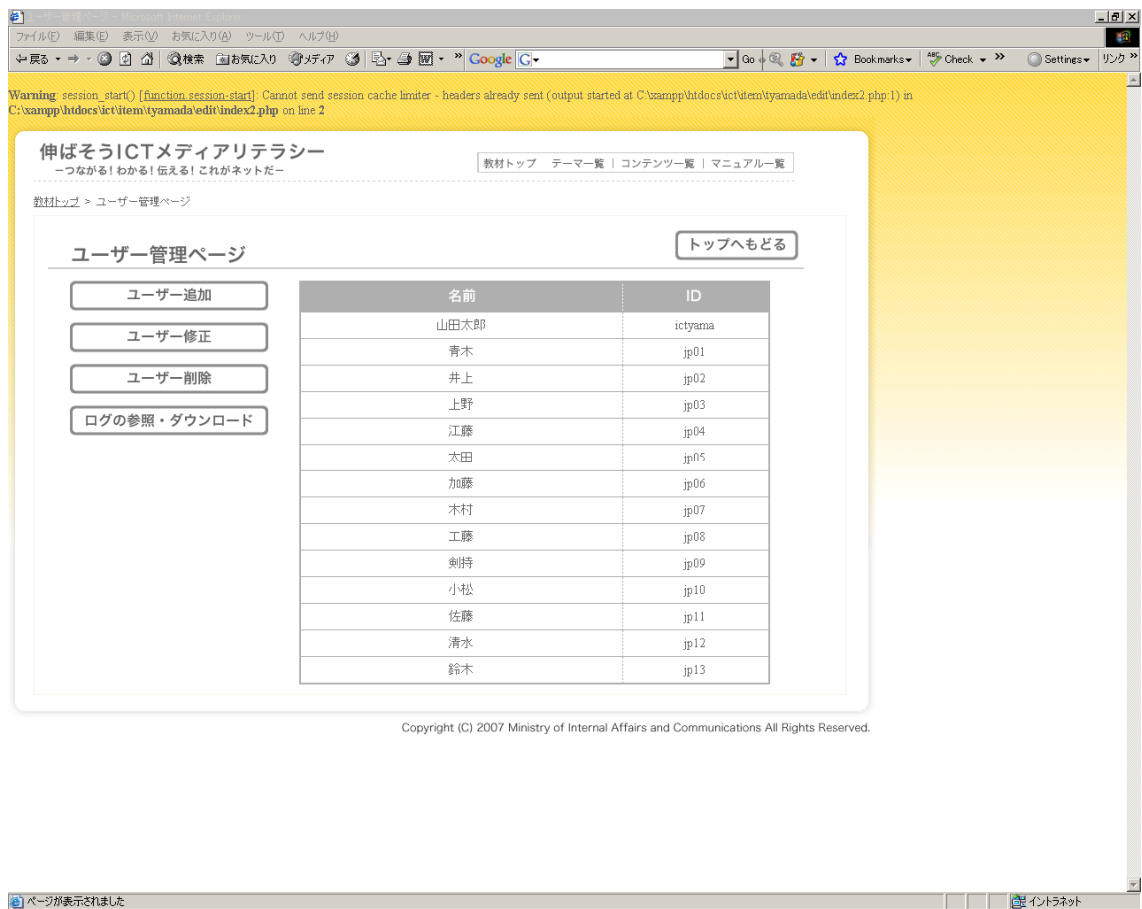 ユーザー管理ページ - Microsoft Internet Explorer
ファイル(F) 編集(E) 表示(V) お気に入り(A) ツール(T) ヘルプ(H)
戻る 検索 お気に入り メディア » Google G Go Bookmarks ABC Check » Settings リンク »
Warning: session_start() [function.session-start]: Cannot send session cache limiter - headers already sent (output started at C:\xampp\htdocs\ict\item\tyamada\edit\index2.php:1) in
C:\xampp\htdocs\ict\item\tyamada\edit\index2.php on line 2
伸ばそうICTメディアリテラシー
－つながる！わかる！伝える！これがネットだ－
教材トップ テーマ一覧 | コンテンツ一覧 | マニュアル一覧
教材トップ > ユーザー管理ページ
ユーザー管理ページ
トップへもどる
ユーザー追加
ユーザー修正
ユーザー削除
ログの参照・ダウンロード
名前 ID
山田太郎 ictyama
青木 jp01
井上 jp02
上野 jp03
江藤 jp04
太田 jp05
加藤 jp06
木村 jp07
工藤 jp08
剣持 jp09
小松 jp10
佐藤 jp11
清水 jp12
鈴木 jp13
Copyright (C) 2007 Ministry of Internal Affairs and Communications All Rights Reserved.
ページが表示されました イントラネット